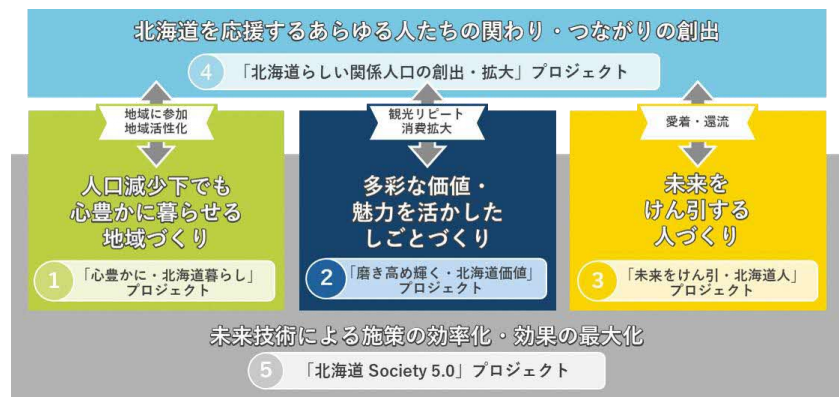 北海道を応援するあらゆる人たちの関わり・つながりの創出
4
「北海道らしい関係人口の創出・拡大」プロジェクト
地域に参加
地域活性化
人口減少下でも
心豊かに暮らせる
地域づくり
1
「心豊かに・北海道暮らし」
プロジェクト
観光リピート
消費拡大
多彩な価値・
魅力を活かした
しごとづくり
2
「磨き高め輝く・北海道価値」
プロジェクト
愛着・還流
未来を
けん引する
人づくり
3
「未来をけん引・北海道人」
プロジェクト
未来技術による施策の効率化・効果の最大化
5
「北海道 Society 5.0」プロジェクト